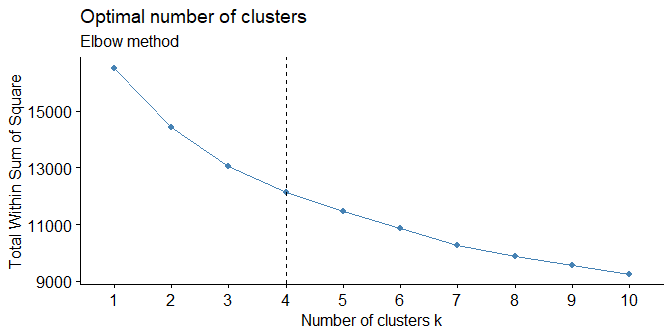 Optimal number of clusters
Elbow method
Total Within Sum of Square
15000
13000
11000
9000
1 2 3 4 5 6 7 8 9 10
Number of clusters k